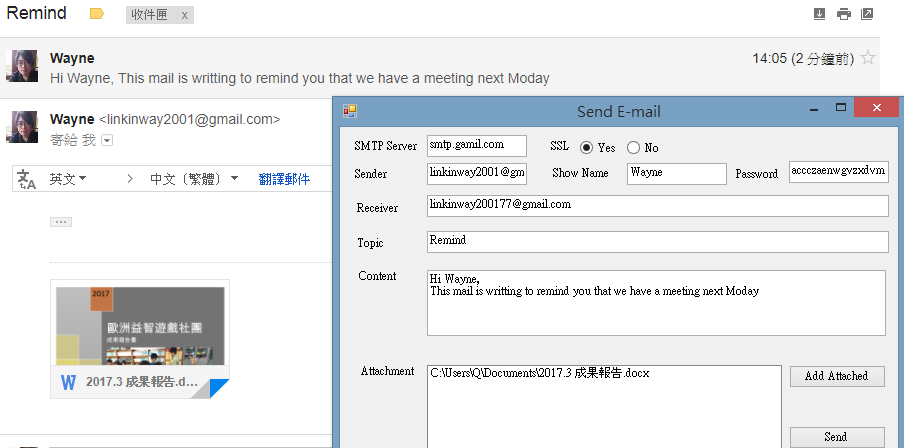 Remind
收件匣 x
Wayne
14:05 (2 分鐘前)
Hi Wayne, This mail is writting to remind you that we have a meeting next Moday
Wayne <linkinway2001@gmail.com>
寄給 我
英文
中文（繁體）
翻譯郵件
2017
歐洲益智遊戲社團
成果報告書
W 2017.3 成果報告.d...
Send E-mail
SMTP Server smtp.gamil.com SSL Yes No
Sender linkinway2001@gm Show Name Wayne Password accczaenwgvzxdvm
Receiver linkinway200177@gmail.com
Topic Remind
Content Hi Wayne,
This mail is writting to remind you that we have a meeting next Moday
Attachment C:\Users\Q\Documents\2017.3 成果報告.docx
Add Attached
Send